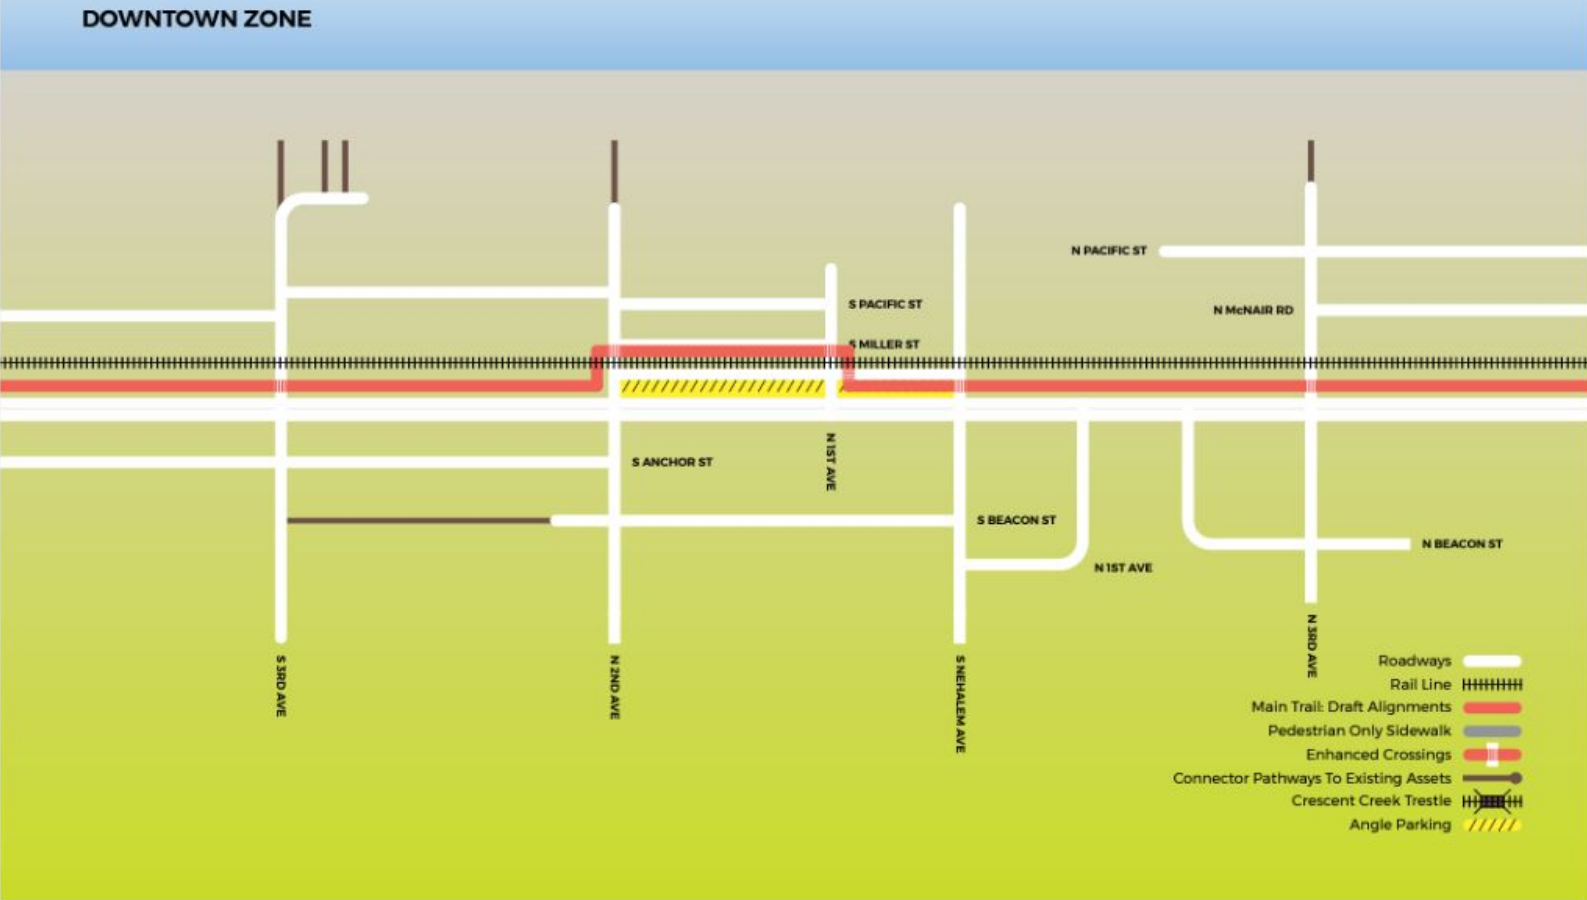 DOWNTOWN ZONE
N PACIFIC ST
S PACIFIC ST
N McNAIR RD
S MILLER ST
N 1ST AVE
S ANCHOR ST
S BEACON ST
N BEACON ST
N 1ST AVE
S 3RD AVE
N 2ND AVE
S NEHALEM AVE
N 3RD AVE
Roadways
Rail Line
Main Trail: Draft Alignments
Pedestrian Only Sidewalk
Enhanced Crossings
Connector Pathways To Existing Assets
Crescent Creek Trestle
Angle Parking